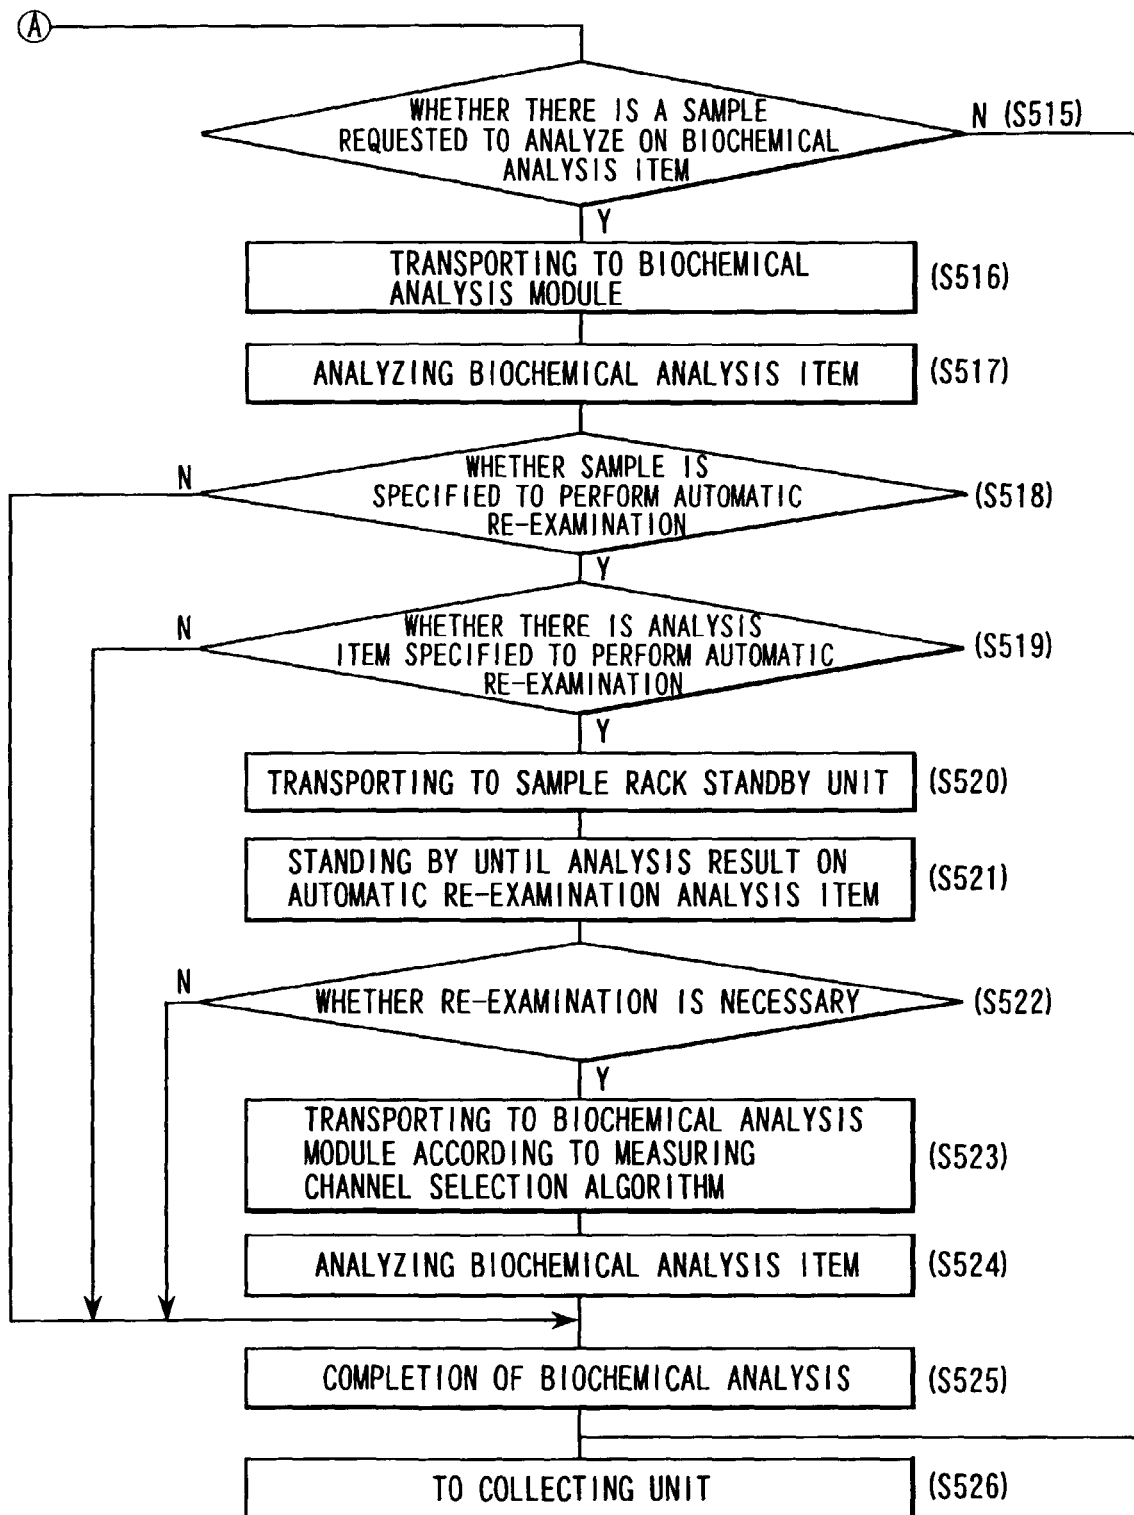 A
WHETHER THERE IS A SAMPLE
REQUESTED TO ANALYZE ON BIOCHEMICAL
ANALYSIS ITEM
N (S515)
Y
TRANSPORTING TO BIOCHEMICAL
ANALYSIS MODULE
(S516)
ANALYZING BIOCHEMICAL ANALYSIS ITEM
(S517)
N
WHETHER SAMPLE IS
SPECIFIED TO PERFORM AUTOMATIC
RE-EXAMINATION
(S518)
Y
N
WHETHER THERE IS ANALYSIS
ITEM SPECIFIED TO PERFORM AUTOMATIC
RE-EXAMINATION
(S519)
Y
TRANSPORTING TO SAMPLE RACK STANDBY UNIT
(S520)
STANDING BY UNTIL ANALYSIS RESULT ON
AUTOMATIC RE-EXAMINATION ANALYSIS ITEM
(S521)
N
WHETHER RE-EXAMINATION IS NECESSARY
(S522)
Y
TRANSPORTING TO BIOCHEMICAL ANALYSIS
MODULE ACCORDING TO MEASURING
CHANNEL SELECTION ALGORITHM
(S523)
ANALYZING BIOCHEMICAL ANALYSIS ITEM
(S524)
COMPLETION OF BIOCHEMICAL ANALYSIS
(S525)
TO COLLECTING UNIT
(S526)